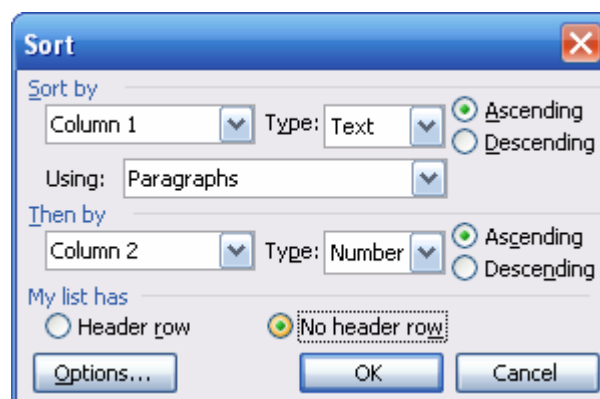 Sort
Sort by
Column 1 Type: Text Ascending
Descending
Using: Paragraphs
Then by
Column 2 Type: Number Ascending
Descending
My list has
Header row No header row
Options... OK Cancel